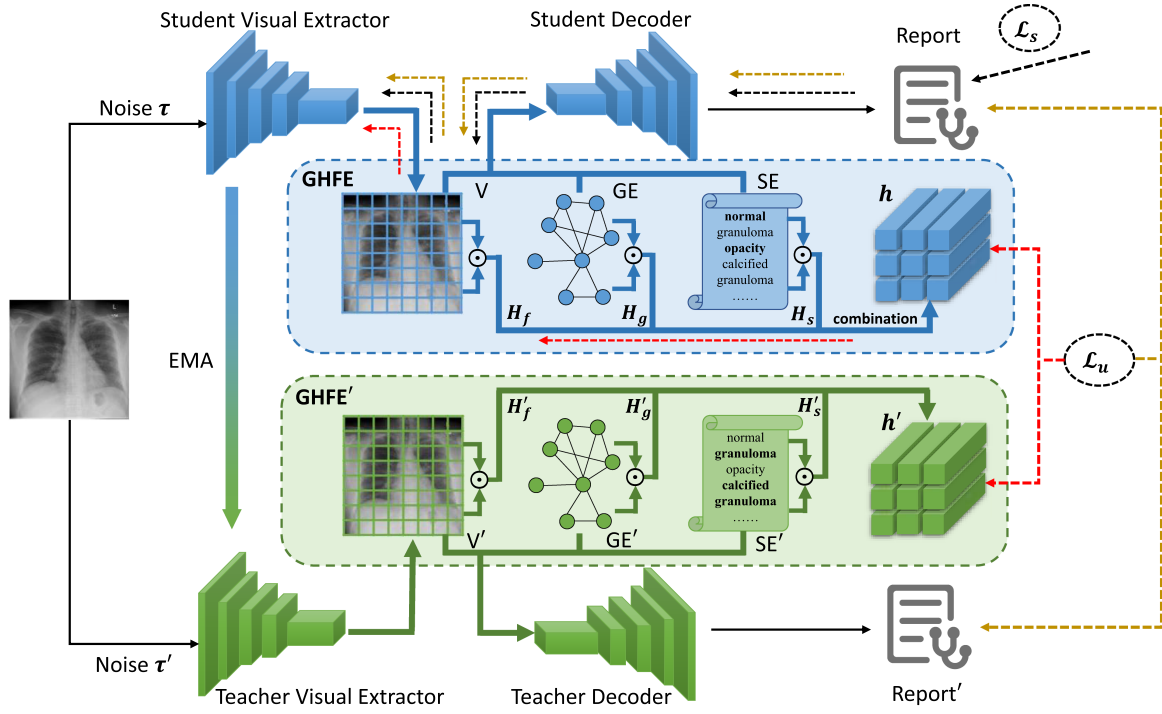 Student Visual Extractor
Student Decoder
Report
ℒs
Noise τ
GHFE
V
GE
SE
h
normal
granuloma
opacity
calcified
granuloma
......
Hf
Hg
Hs
combination
EMA
ℒu
GHFE′
H′f
H′g
H′s
h′
normal
granuloma
opacity
calcified
granuloma
......
V′
GE′
SE′
Noise τ′
Teacher Visual Extractor
Teacher Decoder
Report′